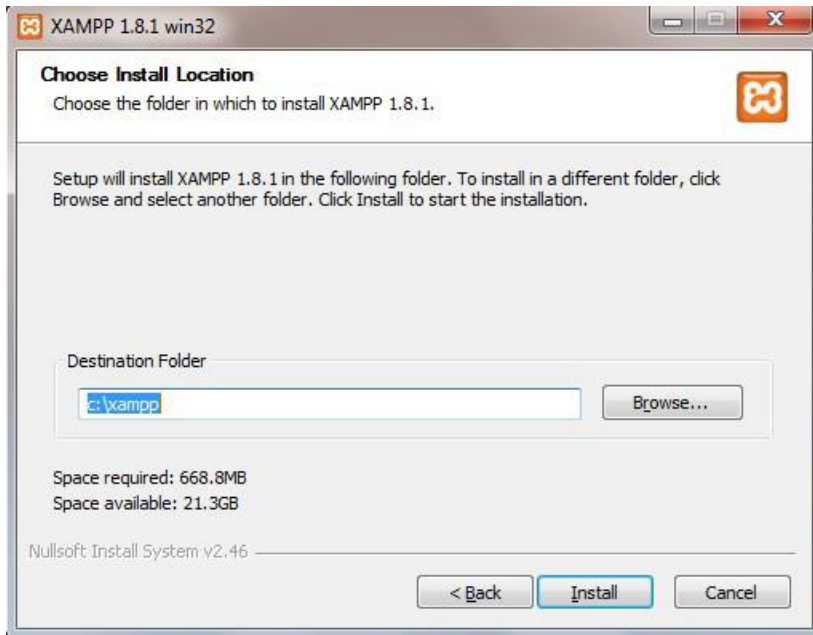 XAMPP 1.8.1 win32
Choose Install Location
Choose the folder in which to install XAMPP 1.8.1.
Setup will install XAMPP 1.8.1 in the following folder. To install in a different folder, click
Browse and select another folder. Click Install to start the installation.
Destination Folder
c:\xampp
Browse...
Space required: 668.8MB
Space available: 21.3GB
Nullsoft Install System v2.46
< Back
Install
Cancel